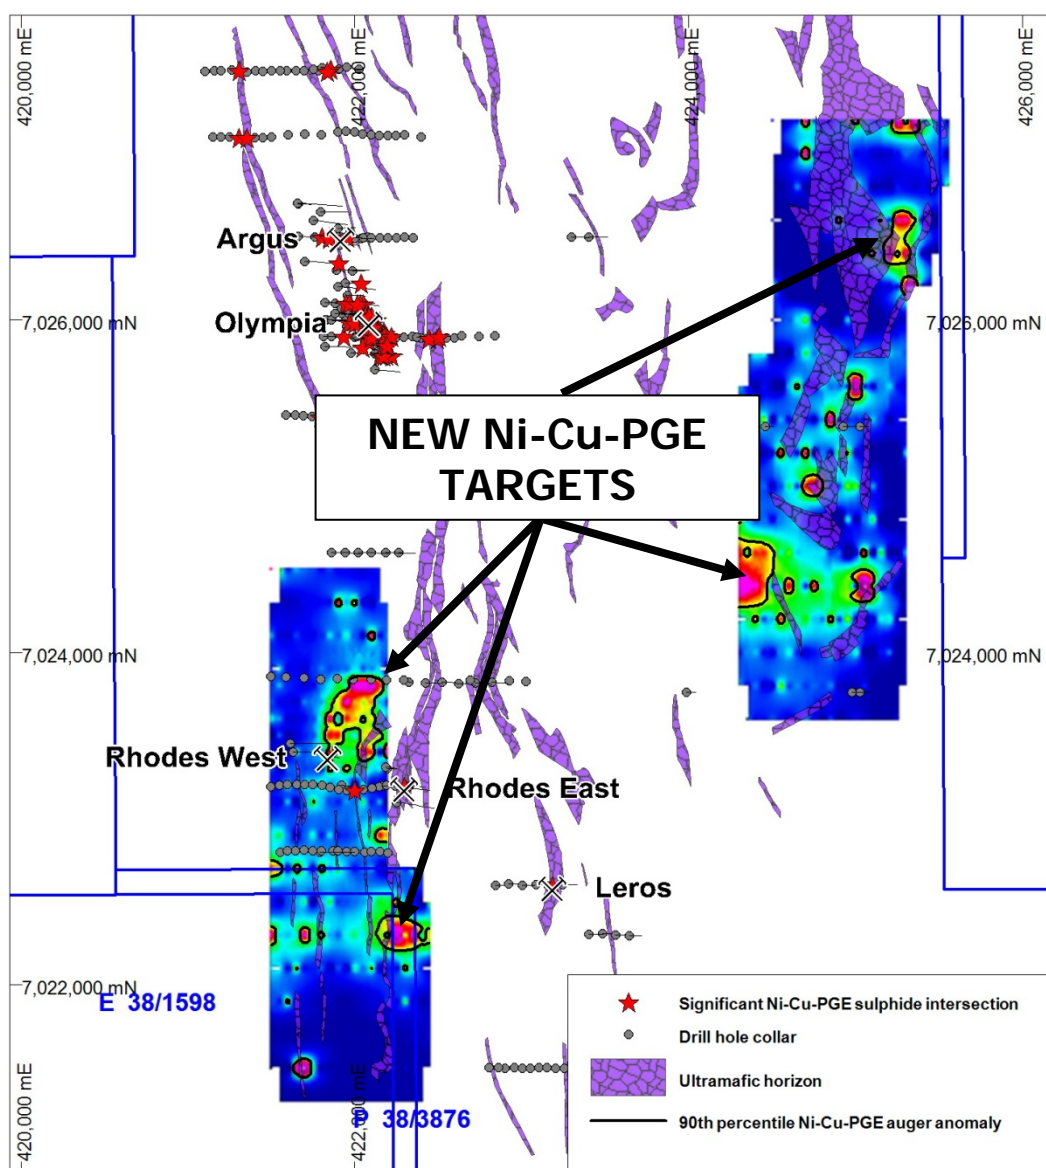 420,000 mE
422,000 mE
424,000 mE
426,000 mE
Argus
Olympia
7,026,000 mN
7,026,000 mN
NEW Ni-Cu-PGE
TARGETS
7,024,000 mN
7,024,000 mN
Rhodes West
Rhodes East
Leros
7,022,000 mN
E 38/1598
P 38/3876
420,000 mE
422,000 mE
Significant Ni-Cu-PGE sulphide intersection
Drill hole collar
Ultramafic horizon
90th percentile Ni-Cu-PGE auger anomaly